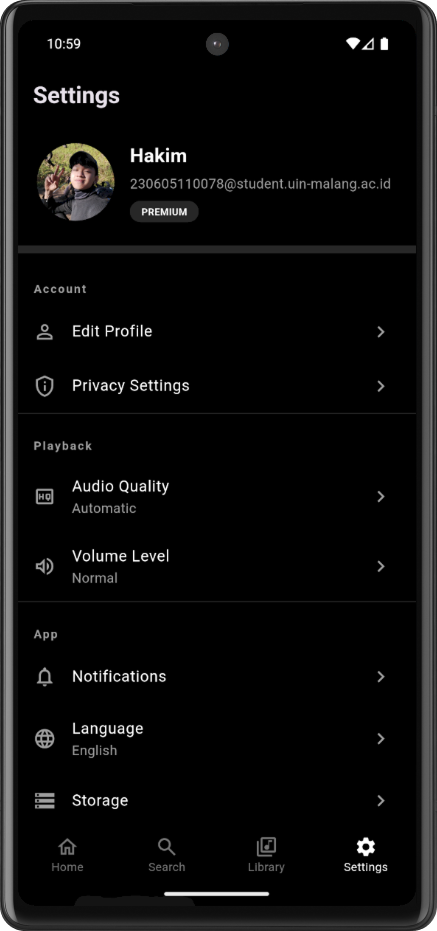 10:59
Settings
Hakim
230605110078@student.uin-malang.ac.id
PREMIUM
Account
Edit Profile
Privacy Settings
Playback
HQ
Audio Quality
Automatic
Volume Level
Normal
App
Notifications
Language
English
Storage
Home
Search
Library
Settings